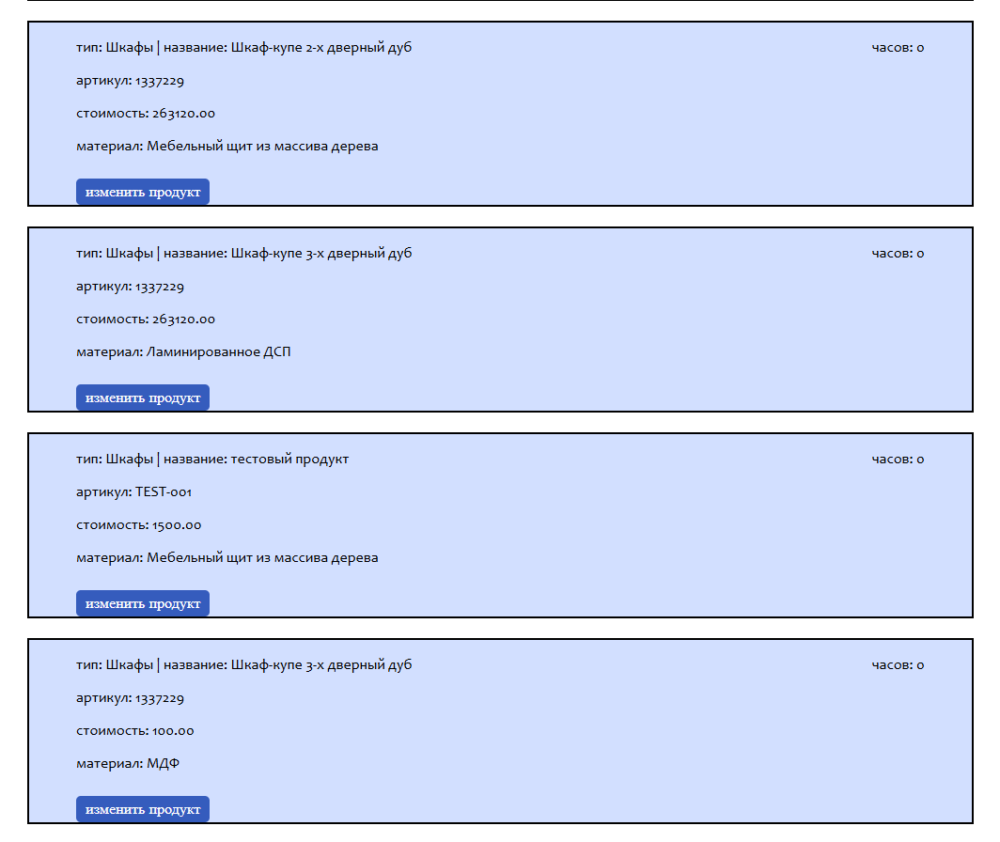 тип: Шкафы | название: Шкаф-купе 2-х дверный дуб часов: 0
артикул: 1337229
стоимость: 263120.00
материал: Мебельный щит из массива дерева
изменить продукт
тип: Шкафы | название: Шкаф-купе 3-х дверный дуб часов: 0
артикул: 1337229
стоимость: 263120.00
материал: Ламинированное ДСП
изменить продукт
тип: Шкафы | название: тестовый продукт часов: 0
артикул: TEST-001
стоимость: 1500.00
материал: Мебельный щит из массива дерева
изменить продукт
тип: Шкафы | название: Шкаф-купе 3-х дверный дуб часов: 0
артикул: 1337229
стоимость: 100.00
материал: МДФ
изменить продукт